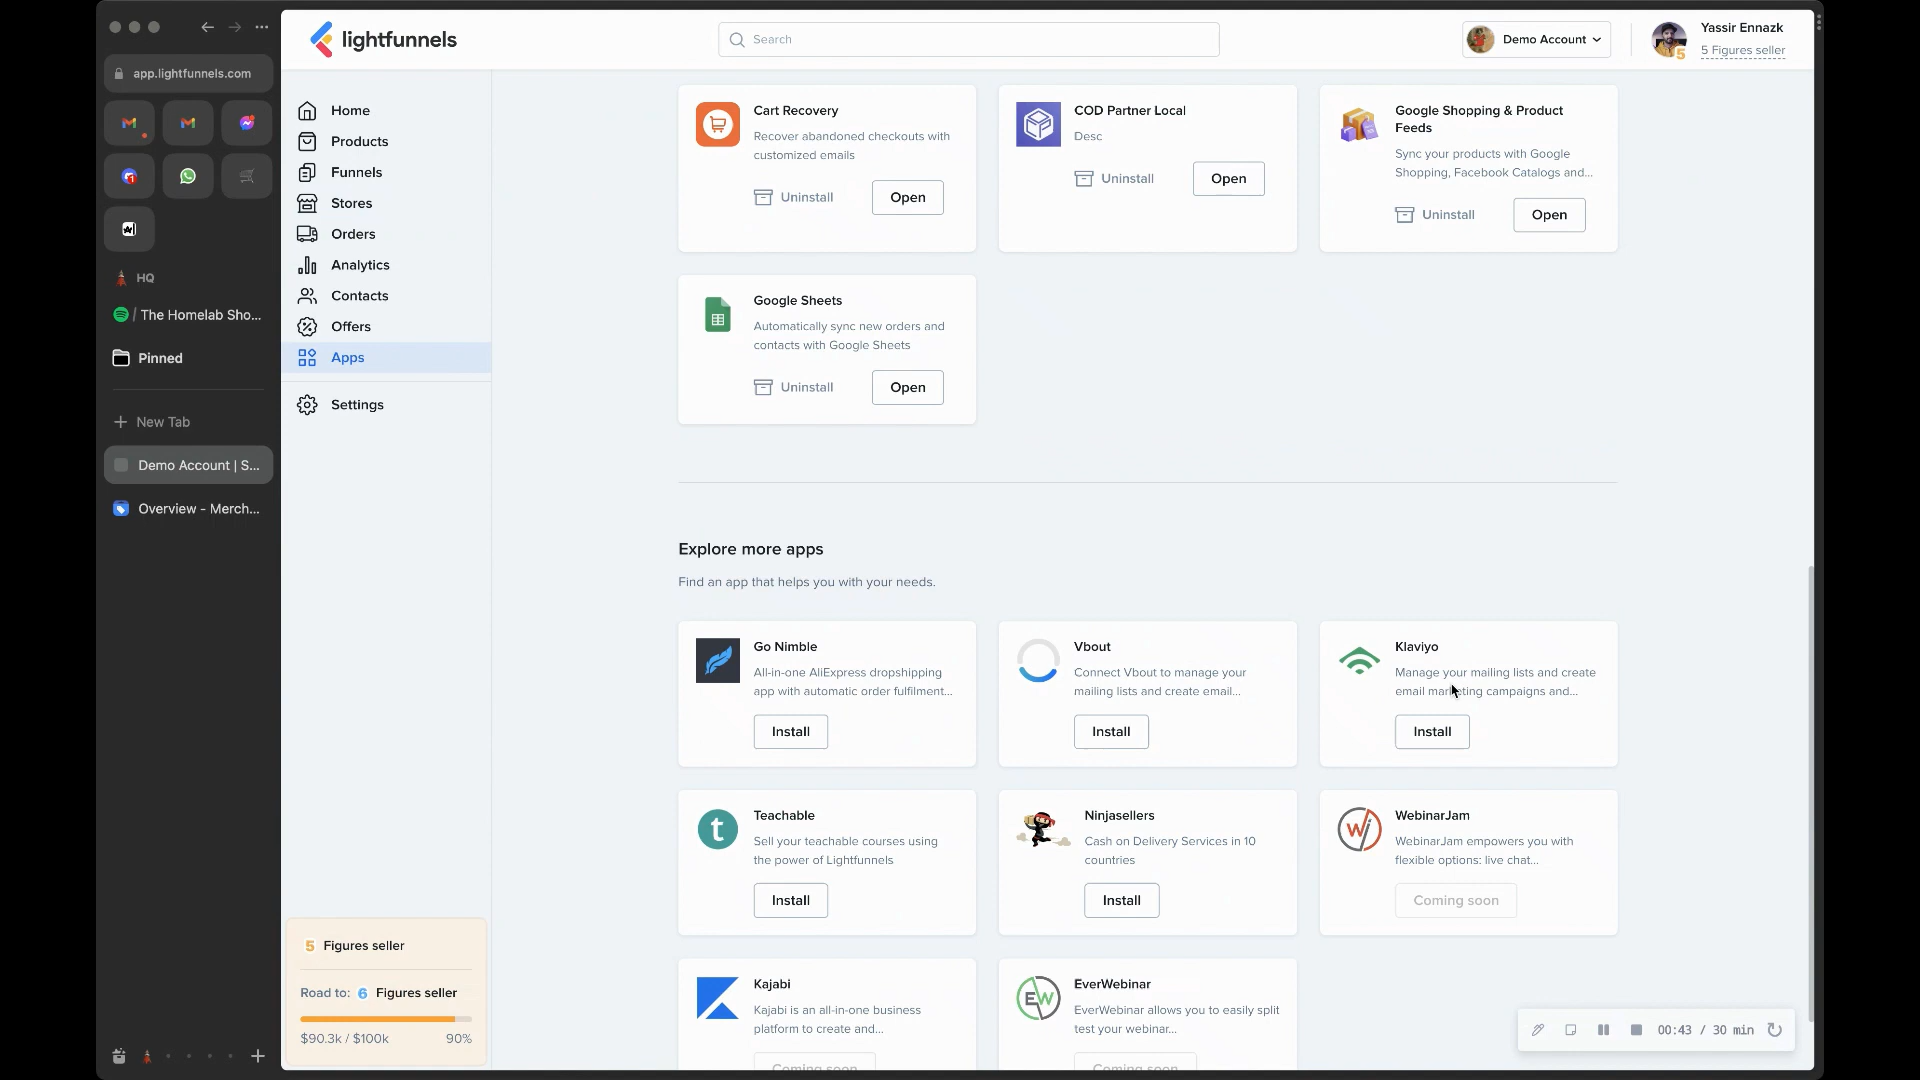 app.lightfunnels.com
HQ
/ The Homelab Sho...
Pinned
New Tab
Demo Account | S...
Overview - Merch...
lightfunnels
Search
Demo Account
Yassir Ennazk
5 Figures seller
5
Home
Products
Funnels
Stores
Orders
Analytics
Contacts
Offers
Apps
Settings
5 Figures seller
Road to: 6 Figures seller
$90.3k / $100k
90%
Cart Recovery
Recover abandoned checkouts with
customized emails
Uninstall
Open
COD Partner Local
Desc
Uninstall
Open
Google Shopping & Product
Feeds
Sync your products with Google
Shopping, Facebook Catalogs and...
Uninstall
Open
Google Sheets
Automatically sync new orders and
contacts with Google Sheets
Uninstall
Open
Explore more apps
Find an app that helps you with your needs.
Go Nimble
All-in-one AliExpress dropshipping
app with automatic order fulfilment...
Install
Vbout
Connect Vbout to manage your
mailing lists and create email...
Install
Klaviyo
Manage your mailing lists and create
email marketing campaigns and...
Install
t
Teachable
Sell your teachable courses using
the power of Lightfunnels
Install
Ninjasellers
Cash on Delivery Services in 10
countries
Install
WebinarJam
WebinarJam empowers you with
flexible options: live chat...
Coming soon
Kajabi
Kajabi is an all-in-one business
platform to create and...
Coming soon
EW
EverWebinar
EverWebinar allows you to easily split
test your webinar...
Coming soon
00:43 / 30 min